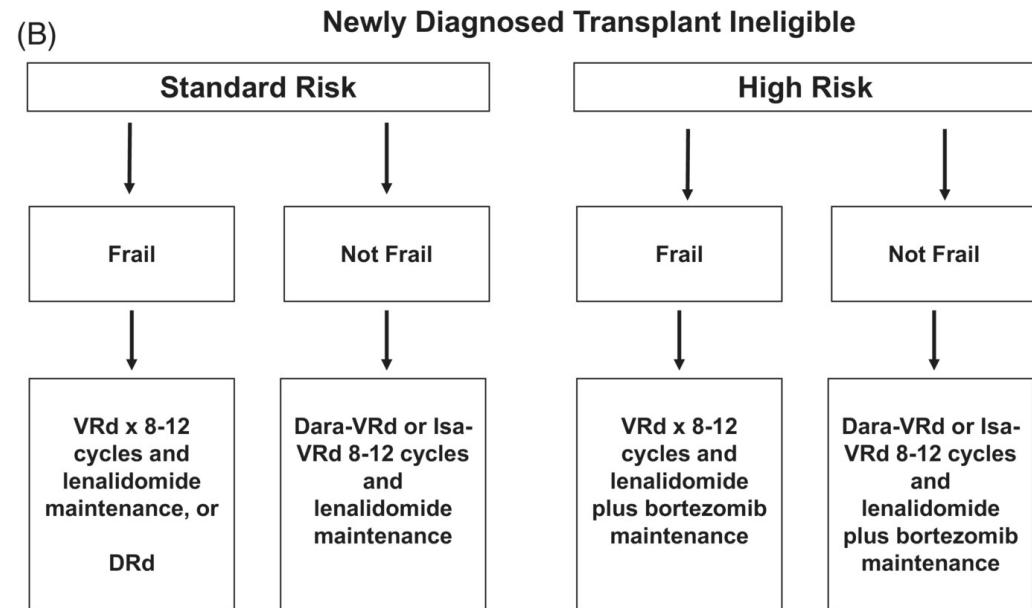 (B)
Newly Diagnosed Transplant Ineligible
Standard Risk
High Risk
Frail
Not Frail
Frail
Not Frail
VRd x 8-12
cycles and
lenalidomide
maintenance, or
DRd
Dara-VRd or Isa-
VRd 8-12 cycles
and
lenalidomide
maintenance
VRd x 8-12
cycles and
lenalidomide
plus bortezomib
maintenance
Dara-VRd or Isa-
VRd 8-12 cycles
and
lenalidomide
plus bortezomib
maintenance